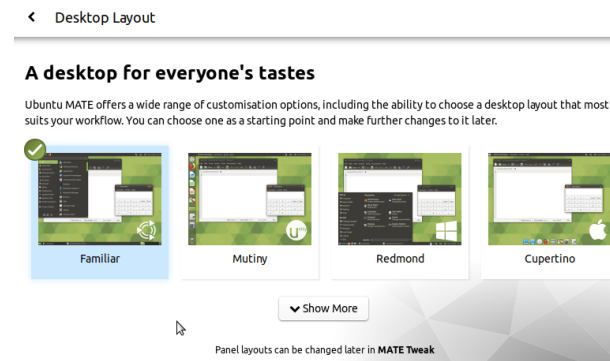 Desktop Layout
A desktop for everyone's tastes
Ubuntu MATE offers a wide range of customisation options, including the ability to choose a desktop layout that most
suits your workflow. You can choose one as a starting point and make further changes to it later.
Familiar
Mutiny
Redmond
Cupertino
Show More
Panel layouts can be changed later in MATE Tweak